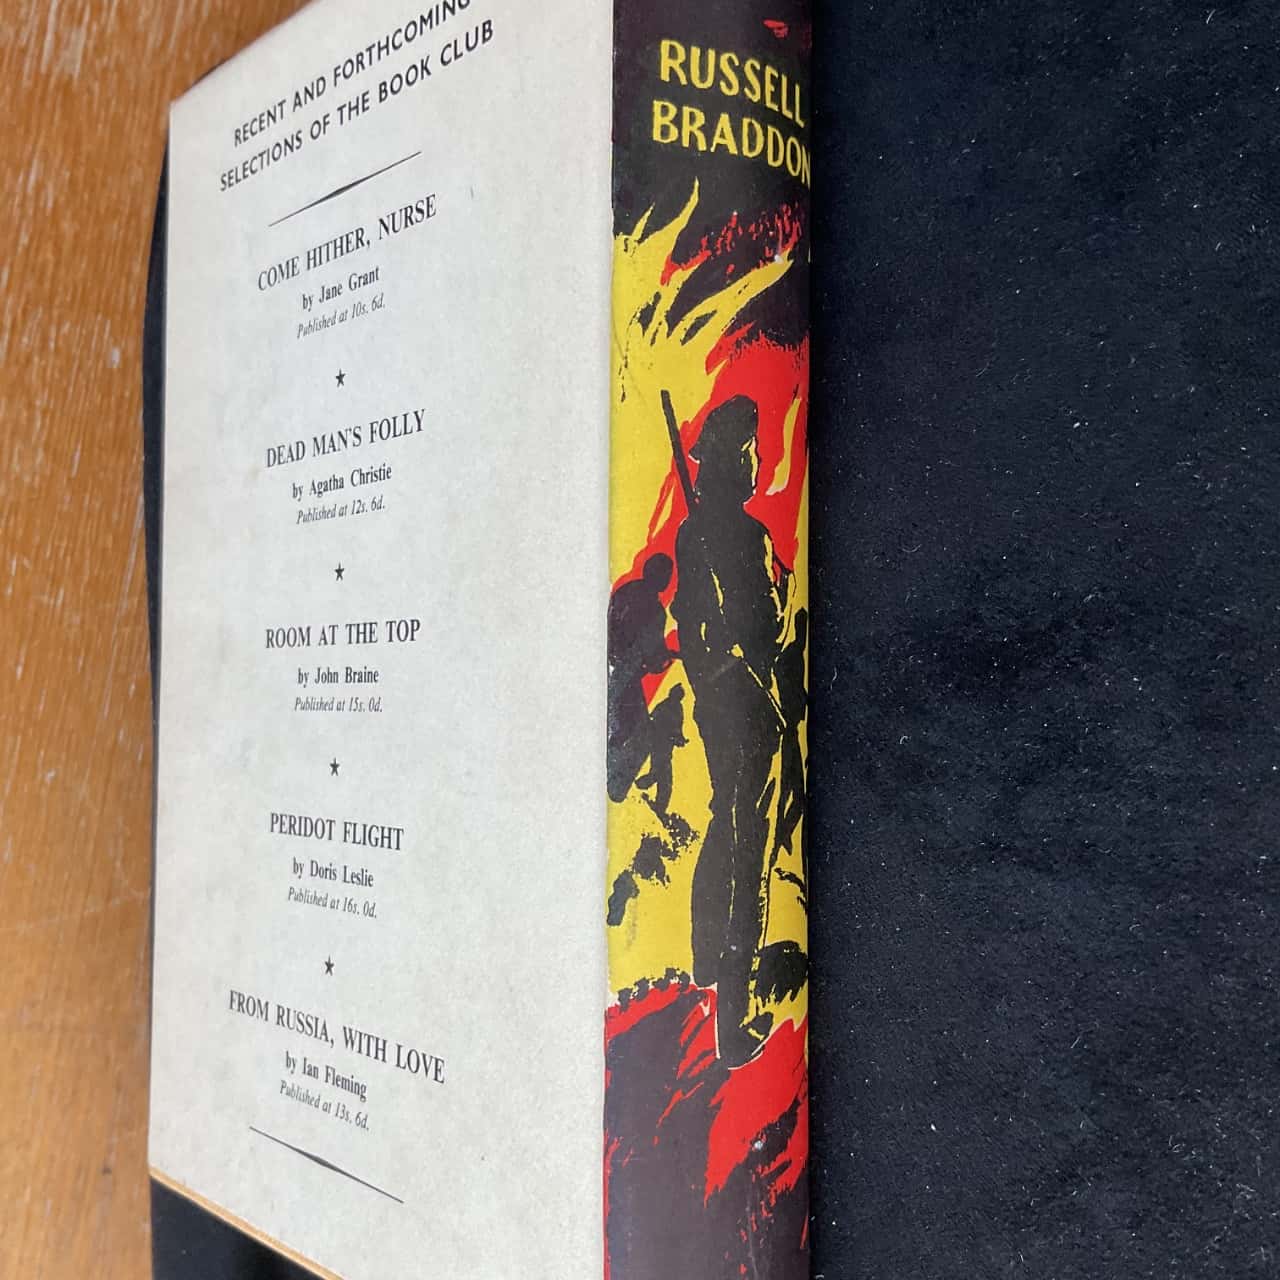 RECENT AND FORTHCOMING
SELECTIONS OF THE BOOK CLUB
COME HITHER, NURSE
by Jane Grant
Published at 10s. 6d.
DEAD MAN'S FOLLY
by Agatha Christie
Published at 12s. 6d.
ROOM AT THE TOP
by John Braine
Published at 15s. 0d.
PERIDOT FLIGHT
by Doris Leslie
Published at 16s. 0d.
FROM RUSSIA, WITH LOVE
by Ian Fleming
Published at 13s. 6d.
RUSSELL
BRADDON